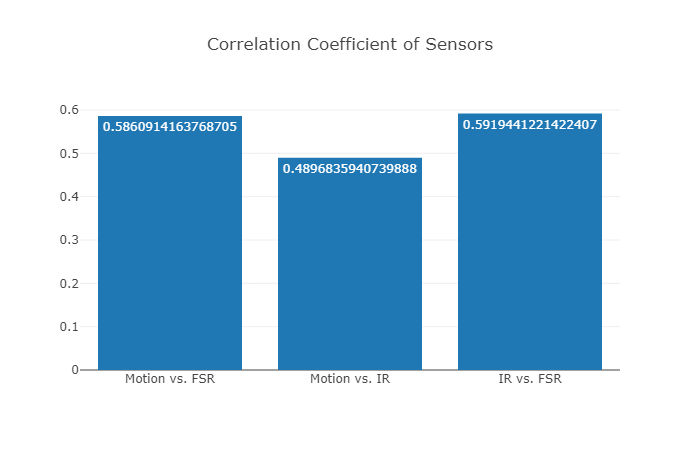 Correlation Coefficient of Sensors
0.6
0.5
0.4
0.3
0.2
0.1
0
0.5860914163768705
0.4896835940739888
0.5919441221422407
Motion vs. FSR
Motion vs. IR
IR vs. FSR